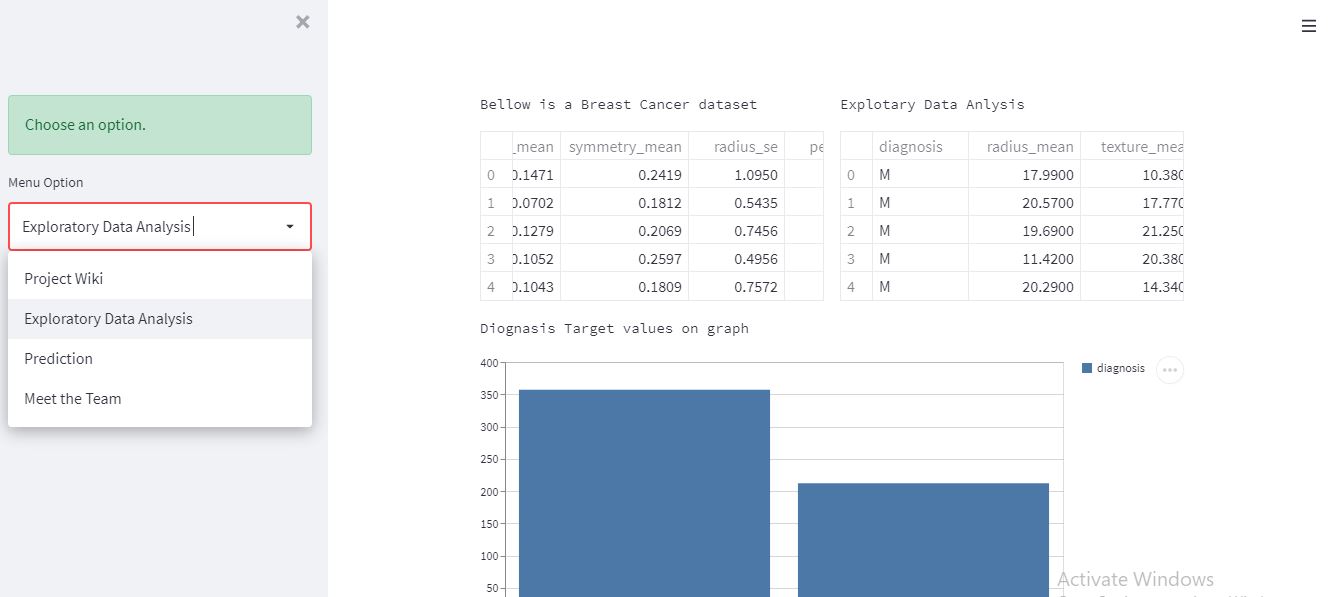 ×
Choose an option.
Menu Option
Exploratory Data Analysis
Project Wiki
Exploratory Data Analysis
Prediction
Meet the Team
Bellow is a Breast Cancer dataset
_mean symmetry_mean radius_se pe
0 0.1471 0.2419 1.0950
1 0.0702 0.1812 0.5435
2 0.1279 0.2069 0.7456
3 0.1052 0.2597 0.4956
4 0.1043 0.1809 0.7572
Explotary Data Anlysis
diagnosis radius_mean texture_mea
0 M 17.9900 10.380
1 M 20.5700 17.770
2 M 19.6900 21.250
3 M 11.4200 20.380
4 M 20.2900 14.340
Diognasis Target values on graph
400
350
300
250
200
150
100
50
diagnosis
Activate Windows